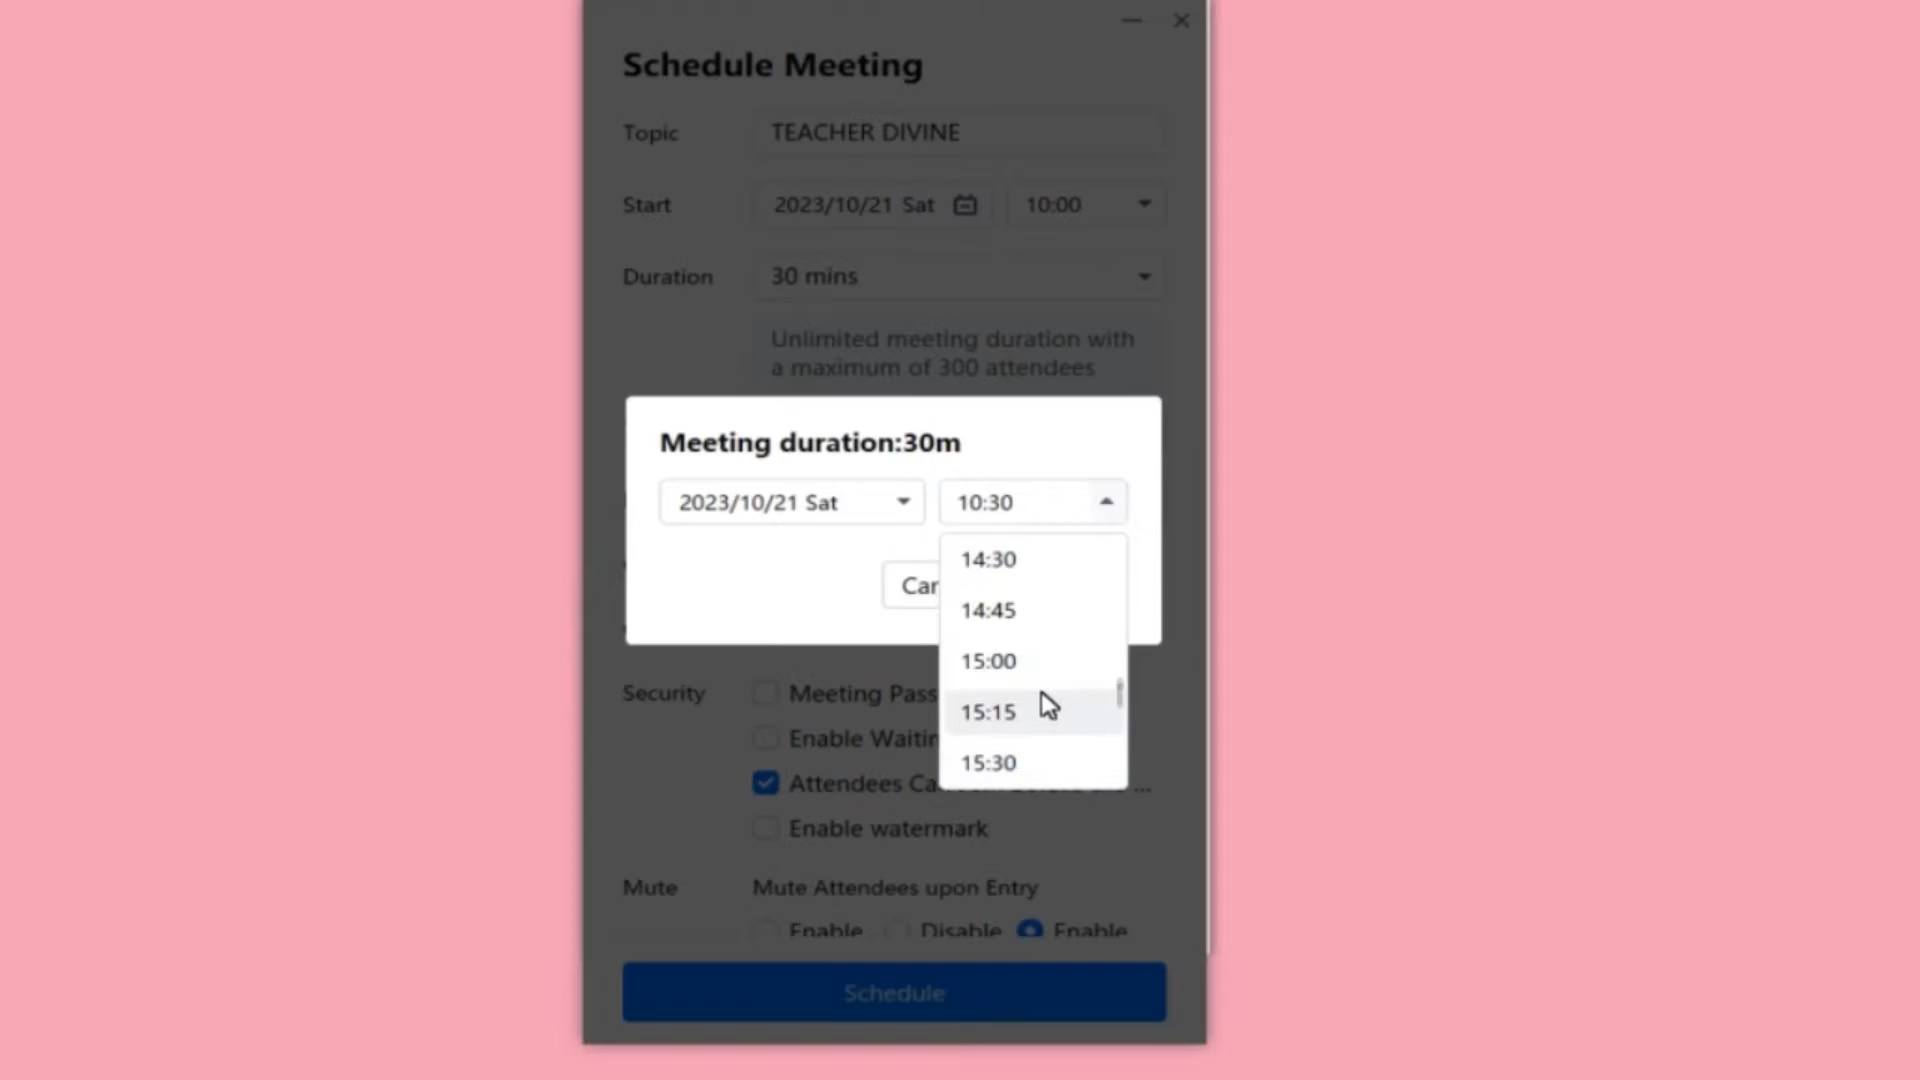 Schedule Meeting
Topic TEACHER DIVINE
Start 2023/10/21 Sat 10:00
Duration 30 mins
Unlimited meeting duration with
a maximum of 300 attendees
Meeting duration:30m
2023/10/21 Sat 10:30
14:30
Car
14:45
15:00
Security Meeting Pass
15:15
Enable Waitin
15:30
Attendees Ca ...
Enable watermark
Mute Mute Attendees upon Entry
Enable Disable Enable
Schedule